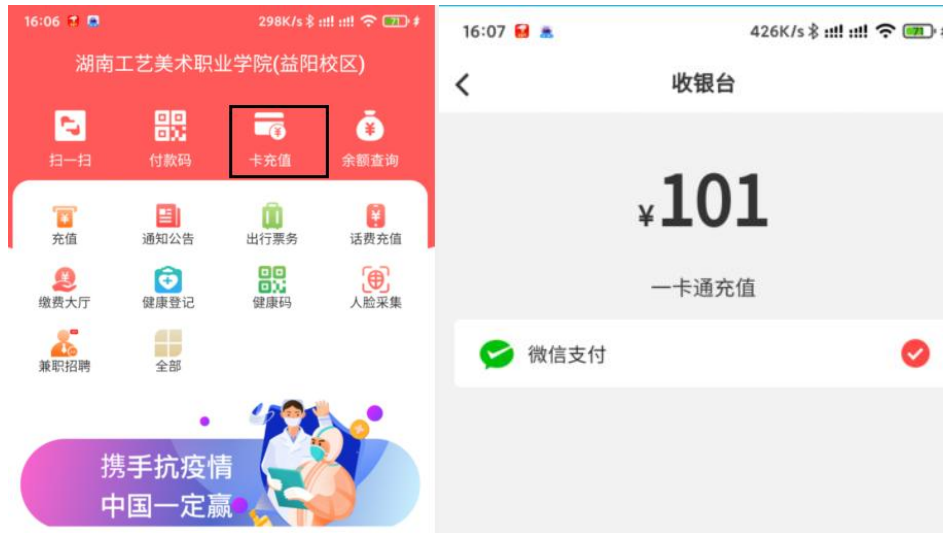 16:06
298K/s
71
湖南工艺美术职业学院(益阳校区)
扫一扫
付款码
卡充值
余额查询
充值
通知公告
出行票务
话费充值
缴费大厅
健康登记
健康码
人脸采集
兼职招聘
全部
携手抗疫情
中国一定赢
16:07
426K/s
71
收银台
¥101
一卡通充值
微信支付